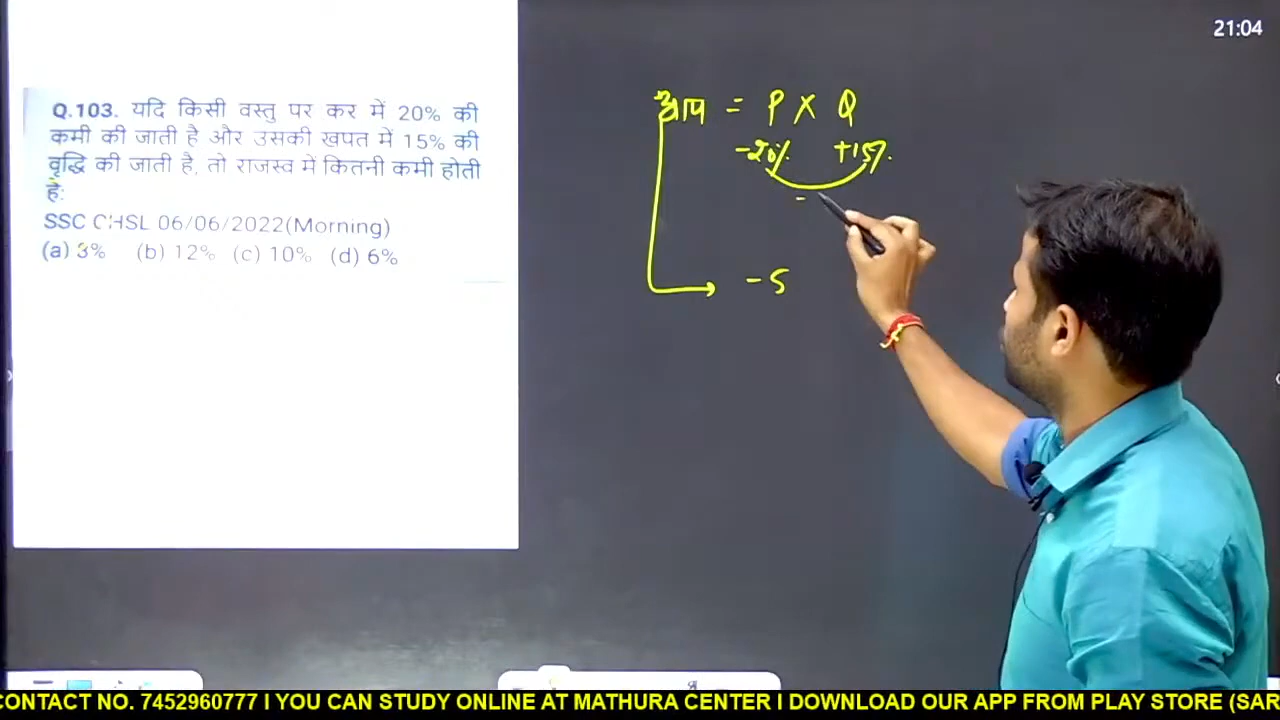 21:04
Q.103. यदि किसी वस्तु पर कर में 20% की
कमी की जाती है और उसकी खपत में 15% की
वृद्धि की जाती है, तो राजस्व में कितनी कमी होती
है:
SSC CHSL 06/06/2022(Morning)
(a) 3% (b) 12% (c) 10% (d) 6%
आय = P X Q
-20% +15%
-
-5
CONTACT NO. 7452960777 I YOU CAN STUDY ONLINE AT MATHURA CENTER I DOWNLOAD OUR APP FROM PLAY STORE (SAR